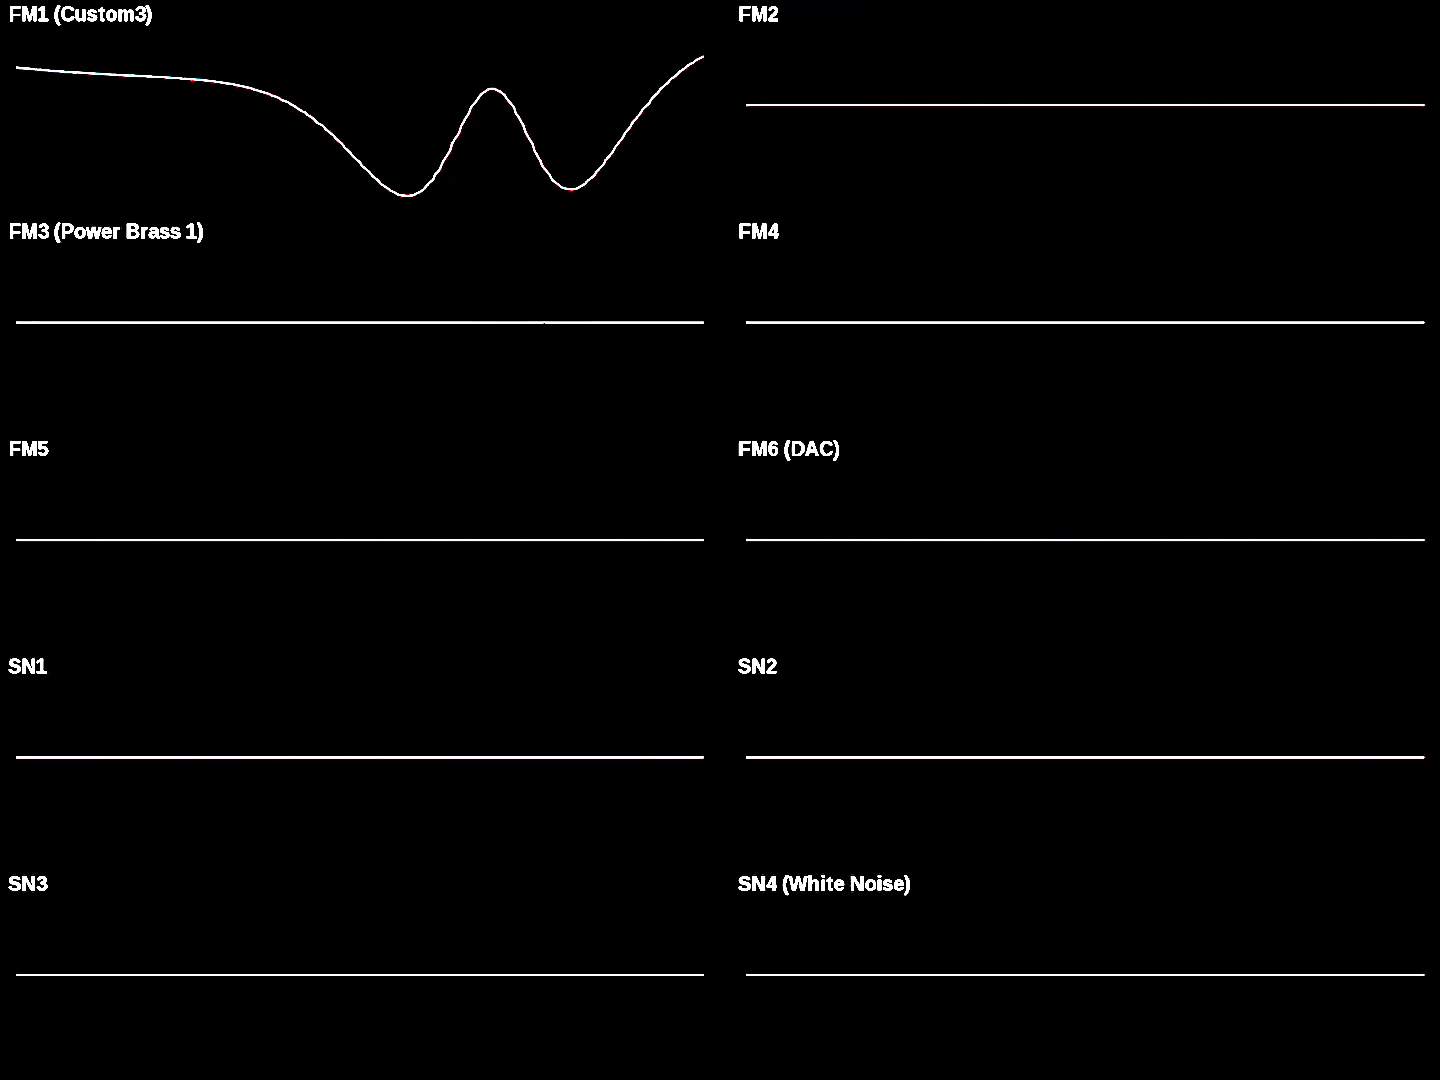 FM1 (Custom3)
FM2
FM3 (Power Brass 1)
FM4
FM5
FM6 (DAC)
SN1
SN2
SN3
SN4 (White Noise)